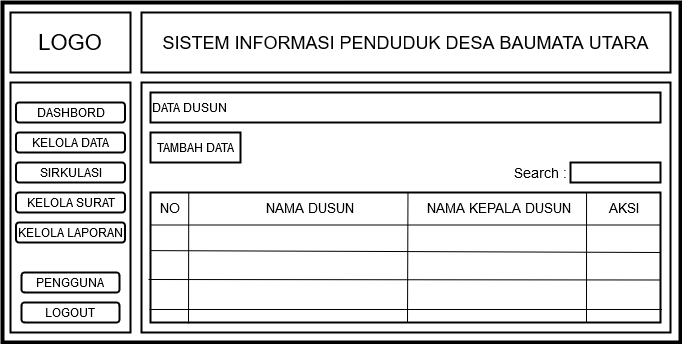 LOGO
SISTEM INFORMASI PENDUDUK DESA BAUMATA UTARA
DASHBORD
KELOLA DATA
SIRKULASI
KELOLA SURAT
KELOLA LAPORAN
PENGGUNA
LOGOUT
DATA DUSUN
TAMBAH DATA
Search :
NO NAMA DUSUN NAMA KEPALA DUSUN AKSI